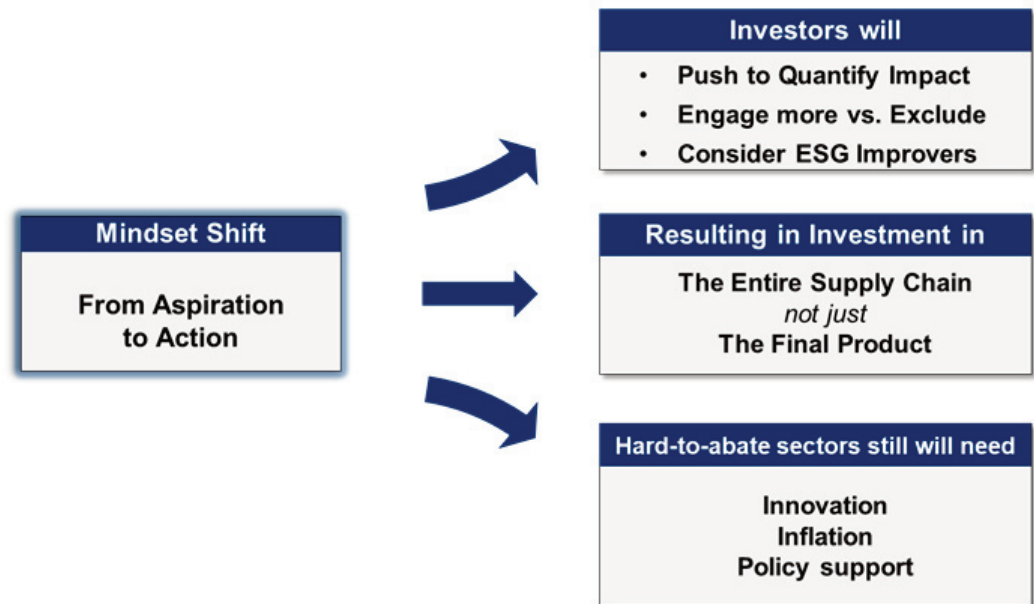 Mindset Shift
From Aspiration
to Action
Investors will
• Push to Quantify Impact
• Engage more vs. Exclude
• Consider ESG Improvers
Resulting in Investment in
The Entire Supply Chain
not just
The Final Product
Hard-to-abate sectors still will need
Innovation
Inflation
Policy support